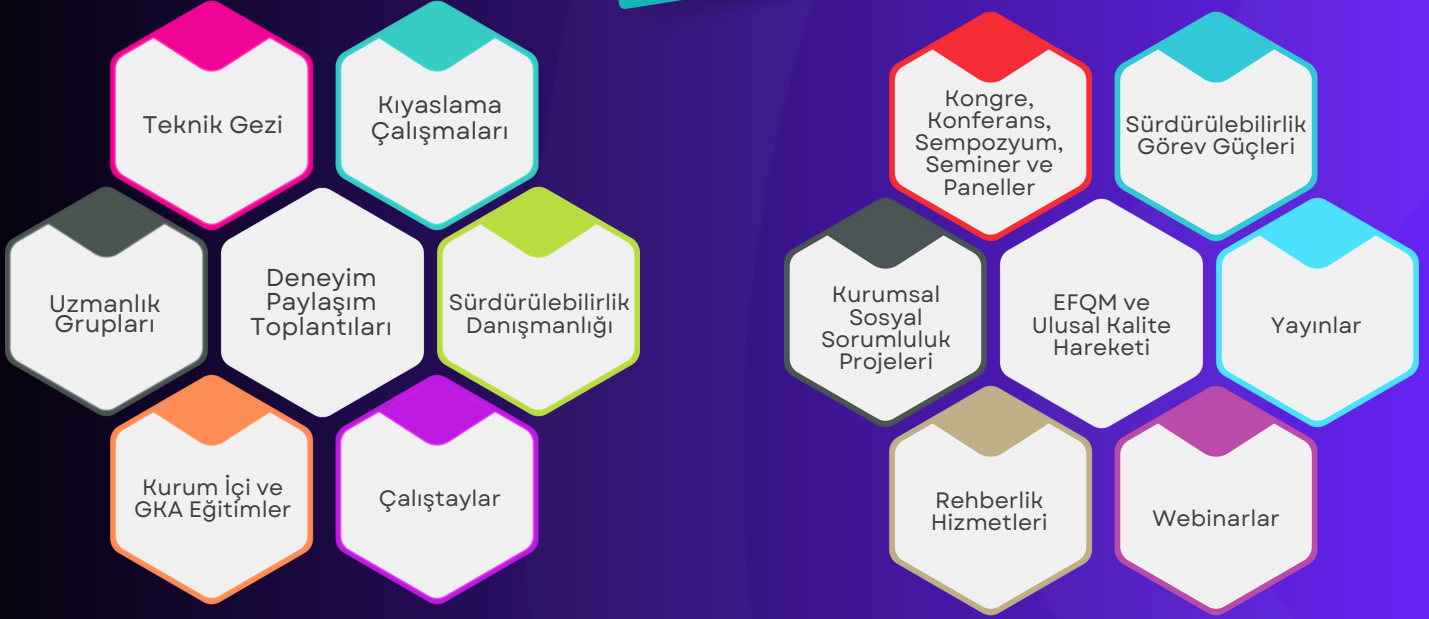 Teknik Gezi
Kıyaslama
Çalışmaları
Uzmanlık
Grupları
Deneyim
Paylaşım
Toplantıları
Sürdürülebilirlik
Danışmanlığı
Kurum İçi ve
GKA Eğitimler
Çalıştaylar
Kongre,
Konferans,
Sempozyum,
Seminer ve
Paneller
Sürdürülebilirlik
Görev Güçleri
Kurumsal
Sosyal
Sorumluluk
Projeleri
EFQM ve
Ulusal Kalite
Hareketi
Yayınlar
Rehberlik
Hizmetleri
Webinarlar